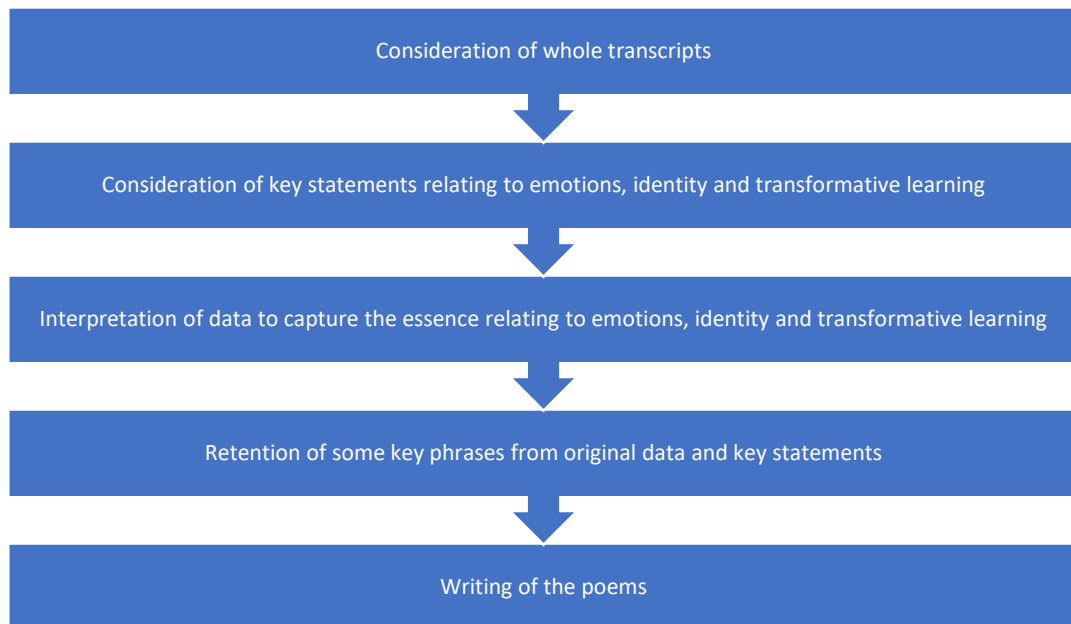 Consideration of whole transcripts
Consideration of key statements relating to emotions, identity and transformative learning
Interpretation of data to capture the essence relating to emotions, identity and transformative learning
Retention of some key phrases from original data and key statements
Writing of the poems